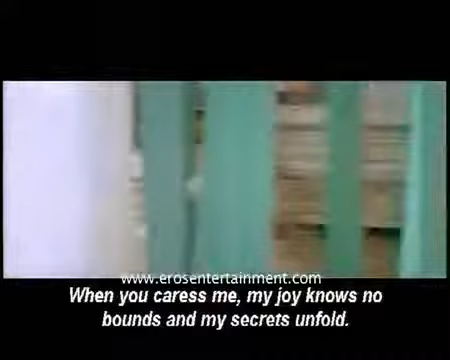 www.erosentertainment.com
When you caress me, my joy knows no
bounds and my secrets unfold.